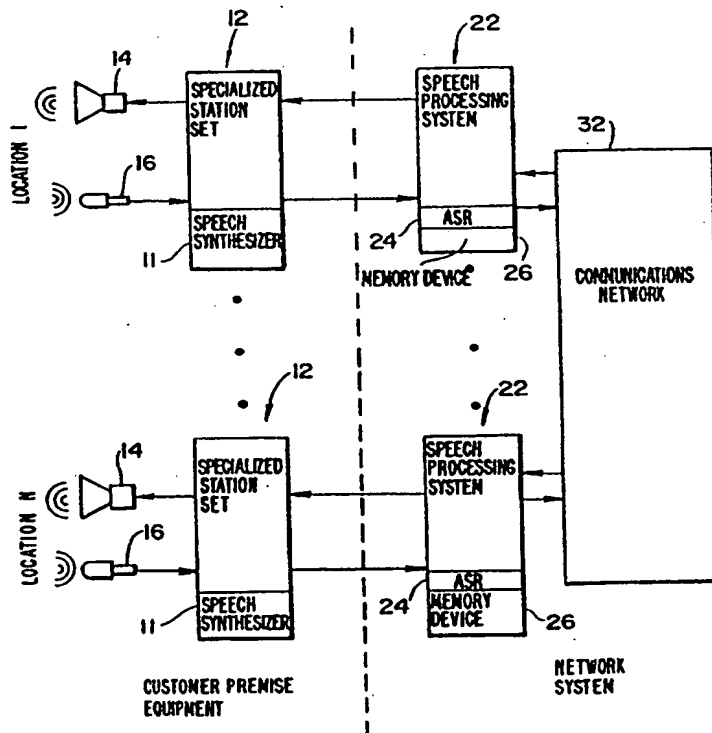 12
22
14
SPECIALIZED
STATION
SET
SPEECH
PROCESSING
SYSTEM
32
LOCATION 1
16
SPEECH
SYNTHESIZER
11
24
ASR
26
MEMORY DEVICE
COMMUNICATIONS
NETWORK
12
22
14
SPECIALIZED
STATION
SET
SPEECH
PROCESSING
SYSTEM
LOCATION N
16
SPEECH
SYNTHESIZER
11
24
ASR
MEMORY
DEVICE
26
CUSTOMER PREMISE
EQUIPMENT
NETWORK
SYSTEM